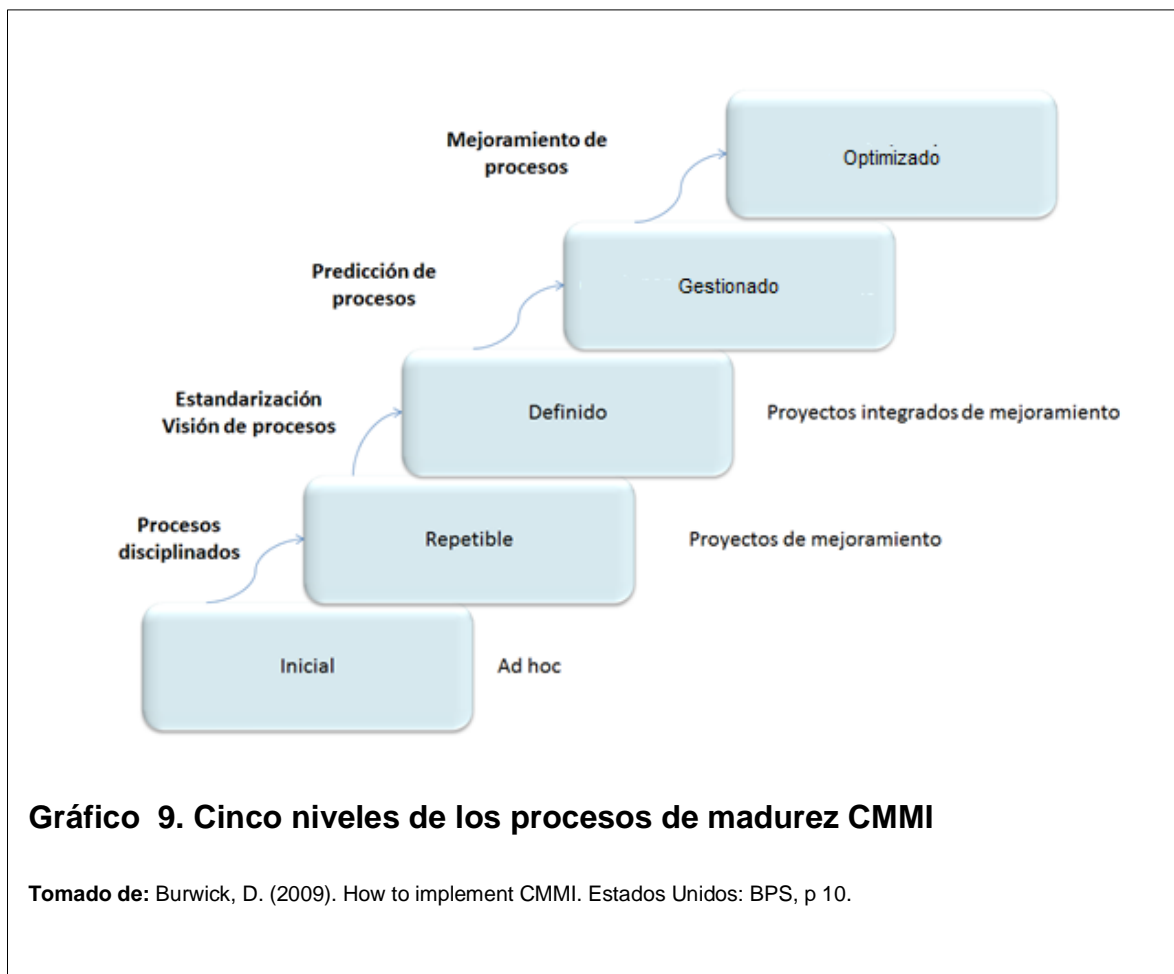 Mejoramiento de
procesos
Optimizado
Predicción de
procesos
Gestionado
Estandarización
Visión de procesos
Definido
Proyectos integrados de mejoramiento
Procesos
disciplinados
Repetible
Proyectos de mejoramiento
Inicial
Ad hoc
Gráfico 9. Cinco niveles de los procesos de madurez CMMI
Tomado de: Burwick, D. (2009). How to implement CMMI. Estados Unidos: BPS, p 10.